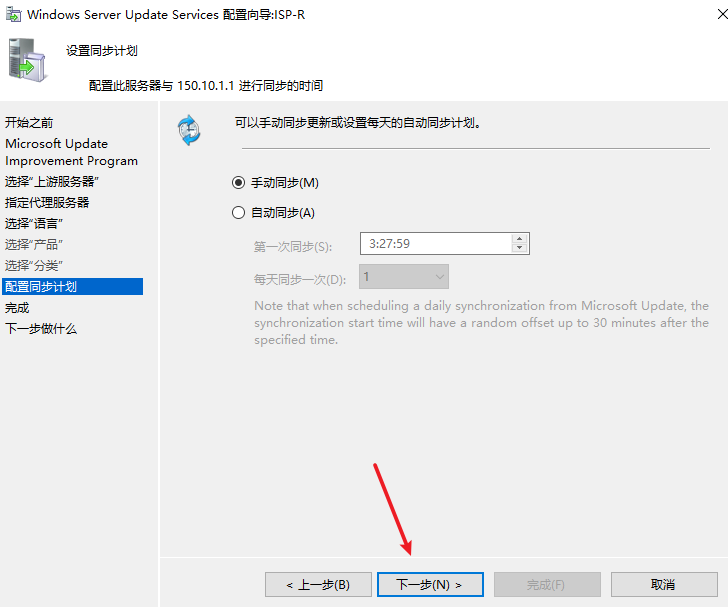 Windows Server Update Services 配置向导:ISP-R
设置同步计划
配置此服务器与 150.10.1.1 进行同步的时间
开始之前
Microsoft Update
Improvement Program
选择"上游服务器"
指定代理服务器
选择"语言"
选择"产品"
选择"分类"
配置同步计划
完成
下一步做什么
可以手动同步更新或设置每天的自动同步计划。
手动同步(M)
自动同步(A)
第一次同步(S):
3:27:59
每天同步一次(D):
1
Note that when scheduling a daily synchronization from Microsoft Update, the
synchronization start time will have a random offset up to 30 minutes after the
specified time.
< 上一步(B)
下一步(N) >
完成(F)
取消